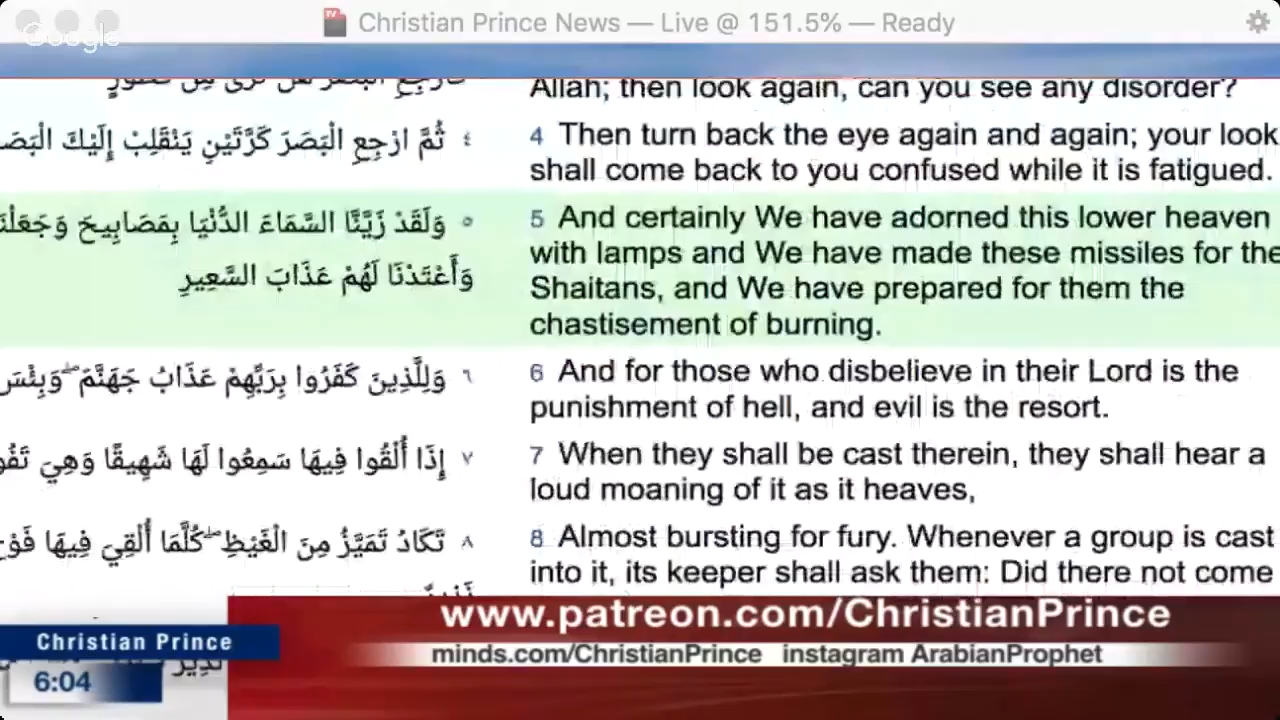 Christian Prince News — Live @ 151.5% — Ready
Google
TV
Allah; then look again, can you see any disorder?
ثُمَّ ارْجِعِ الْبَصَرَ كَرَّتَيْنِ يَنْقَلِبْ إِلَيْكَ ٤
4 Then turn back the eye again and again; your look
shall come back to you confused while it is fatigued.
وَلَقَدْ زَيَّنَّا السَّمَاءَ الدُّنْيَا بِمَصَابِيحَ ٥
وَأَعْتَدْنَا لَهُمْ عَذَابَ السَّعِيرِ
5 And certainly We have adorned this lower heaven
with lamps and We have made these missiles for the
Shaitans, and We have prepared for them the
chastisement of burning.
وَلِلَّذِينَ كَفَرُوا بِرَبِّهِمْ عَذَابُ جَهَنَّمَ ۖ وَبِئْسَ ٦
6 And for those who disbelieve in their Lord is the
punishment of hell, and evil is the resort.
إِذَا أُلْقُوا فِيهَا سَمِعُوا لَهَا شَهِيقًا وَهِيَ ٧
7 When they shall be cast therein, they shall hear a
loud moaning of it as it heaves,
تَكَادُ تَمَيَّزُ مِنَ الْغَيْظِ ۖ كُلَّمَا أُلْقِيَ فِيهَا ٨
8 Almost bursting for fury. Whenever a group is cast
into it, its keeper shall ask them: Did there not come
www.patreon.com/ChristianPrince
minds.com/ChristianPrince instagram ArabianProphet
Christian Prince
6:04